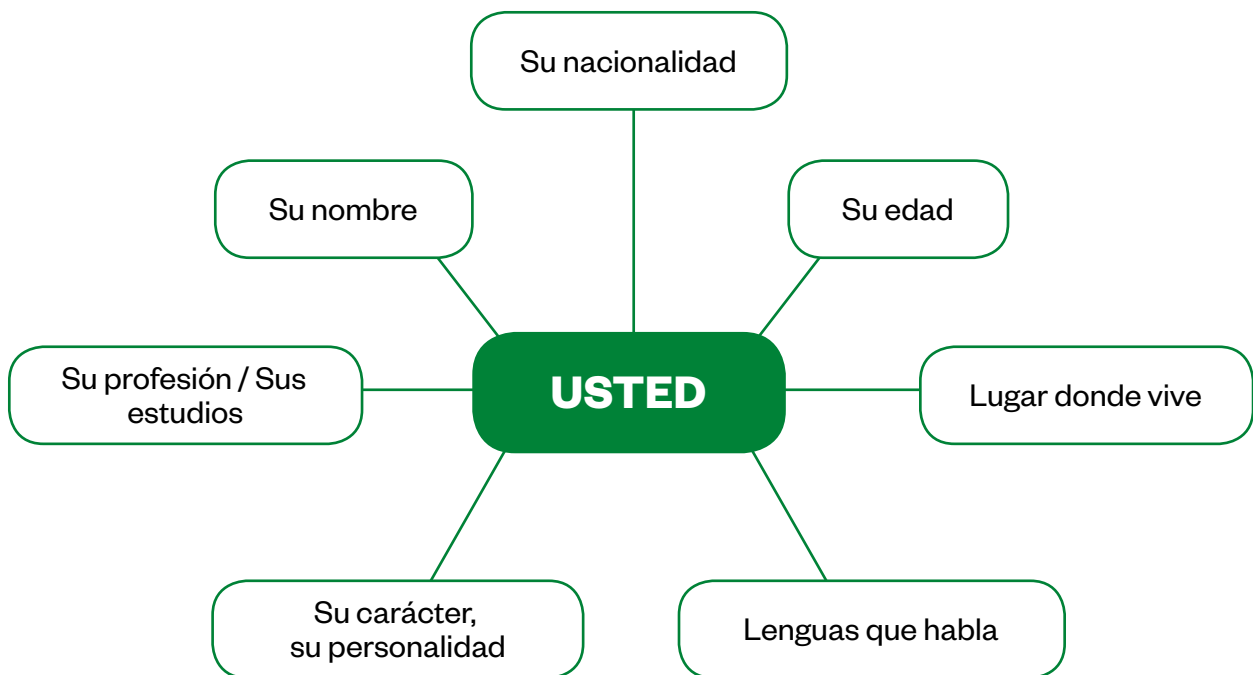 Su nacionalidad
Su nombre
Su edad
Su profesión / Sus
estudios
USTED
Lugar donde vive
Su carácter,
su personalidad
Lenguas que habla